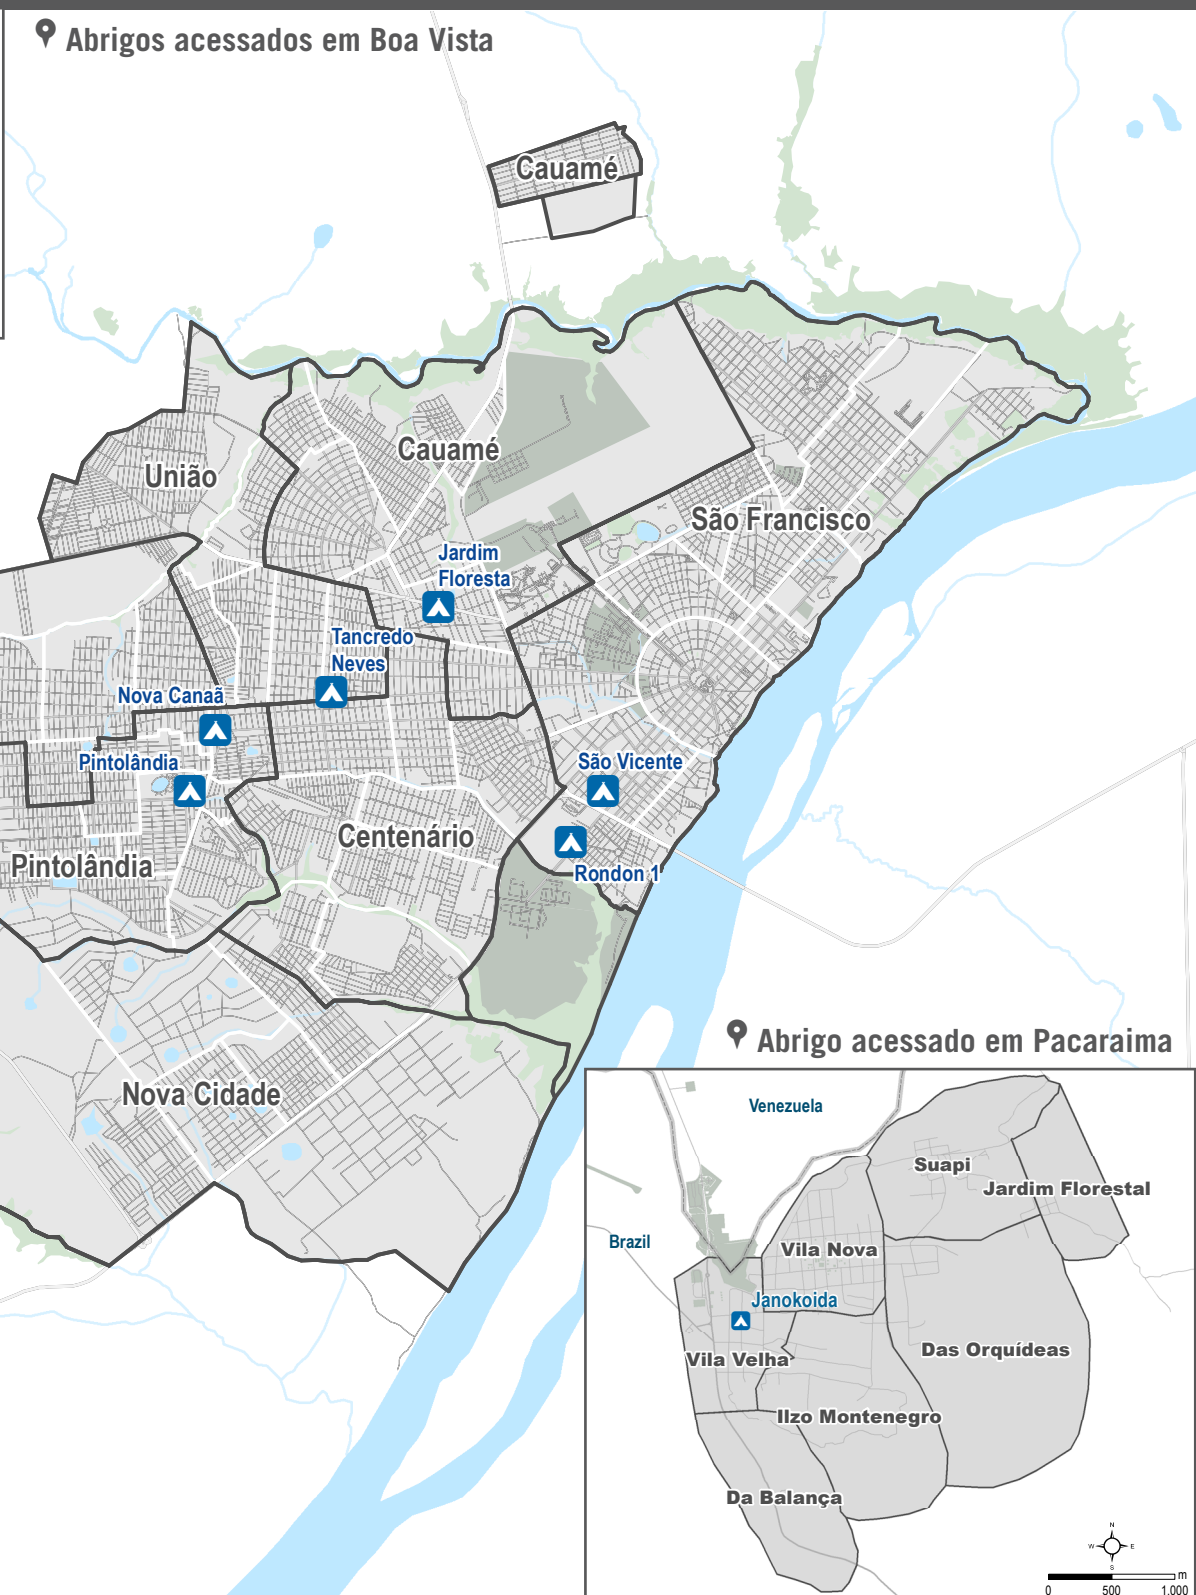 Abrigos acessados em Boa Vista
Cauamé
Cauamé
União
São Francisco
Jardim
Floresta
Tancredo
Neves
Nova Canaã
Pintolândia
São Vicente
Centenário
Pintolândia
Rondon 1
Nova Cidade
Abrigo acessado em Pacaraima
Venezuela
Suapi
Jardim Florestal
Brazil
Vila Nova
Janokoida
Das Orquídeas
Vila Velha
Ilzo Montenegro
Da Balança
N
W E
S
m
0 500 1.000